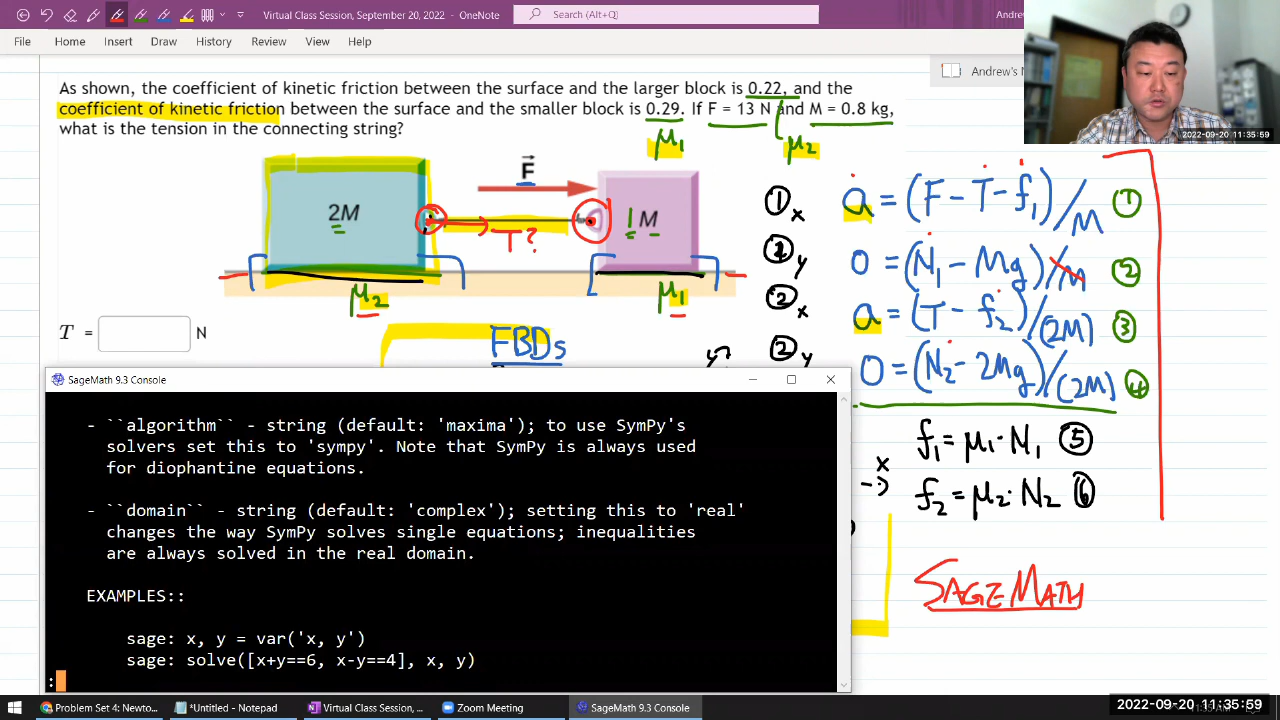 Virtual Class Session, September 20, 2022 - OneNote
Search (Alt+Q)
Andrew
File Home Insert Draw History Review View Help
Andrew's N
As shown, the coefficient of kinetic friction between the surface and the larger block is 0.22, and the
coefficient of kinetic friction between the surface and the smaller block is 0.29. If F = 13 N and M = 0.8 kg,
what is the tension in the connecting string?
2022-09-20 11:35:59
μ1
μ2
F
2M
T?
1 M
μ2
μ1
T = N
FBDs
y
1x
1y
2x
2y
a = (F - T - f1)/M 1
0 = (N1 - Mg)/M 2
a = (T - f2)/(2M) 3
0 = (N2 - 2Mg)/(2M) 4
x
f1 = μ1·N1 5
f2 = μ2·N2 6
SAGEMATH
SageMath 9.3 Console
- ``algorithm`` - string (default: 'maxima'); to use SymPy's
solvers set this to 'sympy'. Note that SymPy is always used
for diophantine equations.
- ``domain`` - string (default: 'complex'); setting this to 'real'
changes the way SymPy solves single equations; inequalities
are always solved in the real domain.
EXAMPLES::
sage: x, y = var('x, y')
sage: solve([x+y==6, x-y==4], x, y)
:
Problem Set 4: Newto...
*Untitled - Notepad
Virtual Class Session,...
Zoom Meeting
SageMath 9.3 Console
2022-09-20 11:35:59